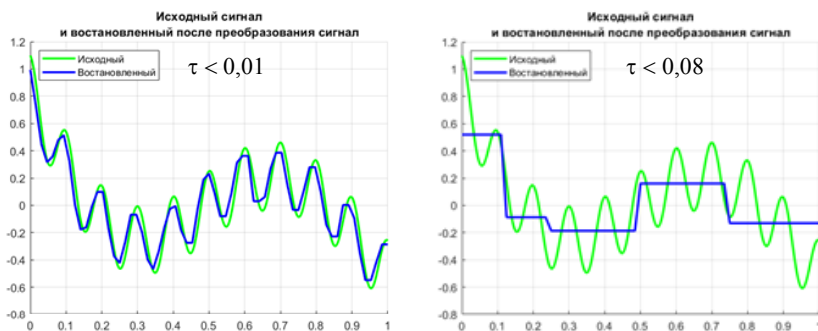 Исходный сигнал
и востановленный после преобразования сигнал
1.2
1
0.8
0.6
0.4
0.2
0
-0.2
-0.4
-0.6
-0.8
Исходный
Востановленный
τ < 0,01
0 0.1 0.2 0.3 0.4 0.5 0.6 0.7 0.8 0.9 1
Исходный сигнал
и востановленный после преобразования сигнал
1.2
1
0.8
0.6
0.4
0.2
0
-0.2
-0.4
-0.6
-0.8
Исходный
Востановленный
τ < 0,08
0 0.1 0.2 0.3 0.4 0.5 0.6 0.7 0.8 0.9 1